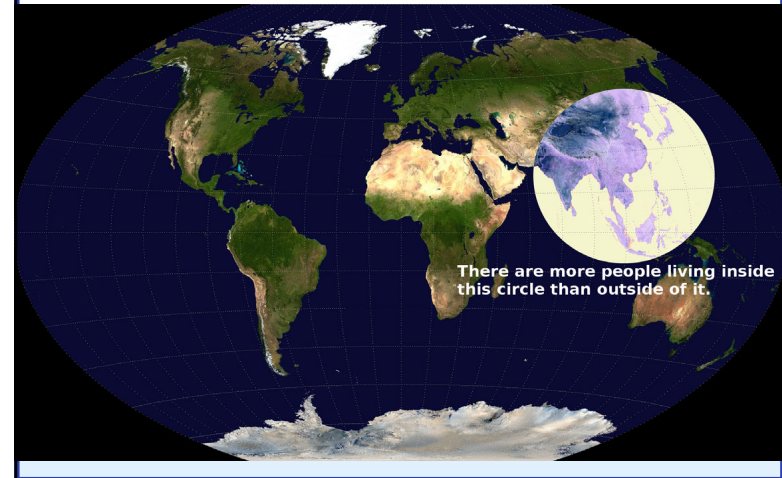 There are more people living inside
this circle than outside of it.